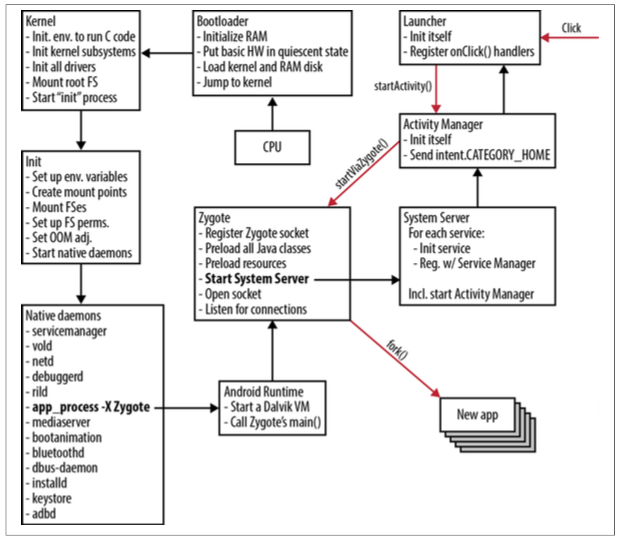 Kernel
- Init. env. to run C code
- Init kernel subsystems
- Init all drivers
- Mount root FS
- Start “init” process
Bootloader
- Initialize RAM
- Put basic HW in quiescent state
- Load kernel and RAM disk
- Jump to kernel
Launcher
- Init itself
- Register onClick() handlers
Click
startActivity()
CPU
Activity Manager
- Init itself
- Send intent.CATEGORY_HOME
startViaZygote()
Init
- Set up env. variables
- Create mount points
- Mount FSes
- Set up FS perms.
- Set OOM adj.
- Start native daemons
Zygote
- Register Zygote socket
- Preload all Java classes
- Preload resources
- Start System Server
- Open socket
- Listen for connections
System Server
For each service:
- Init service
- Reg. w/ Service Manager
Incl. start Activity Manager
fork()
Native daemons
- servicemanager
- vold
- netd
- debuggerd
- rild
- app_process -X Zygote
- mediaserver
- bootanimation
- bluetoothd
- dbus-daemon
- installd
- keystore
- adbd
Android Runtime
- Start a Dalvik VM
- Call Zygote’s main()
New app